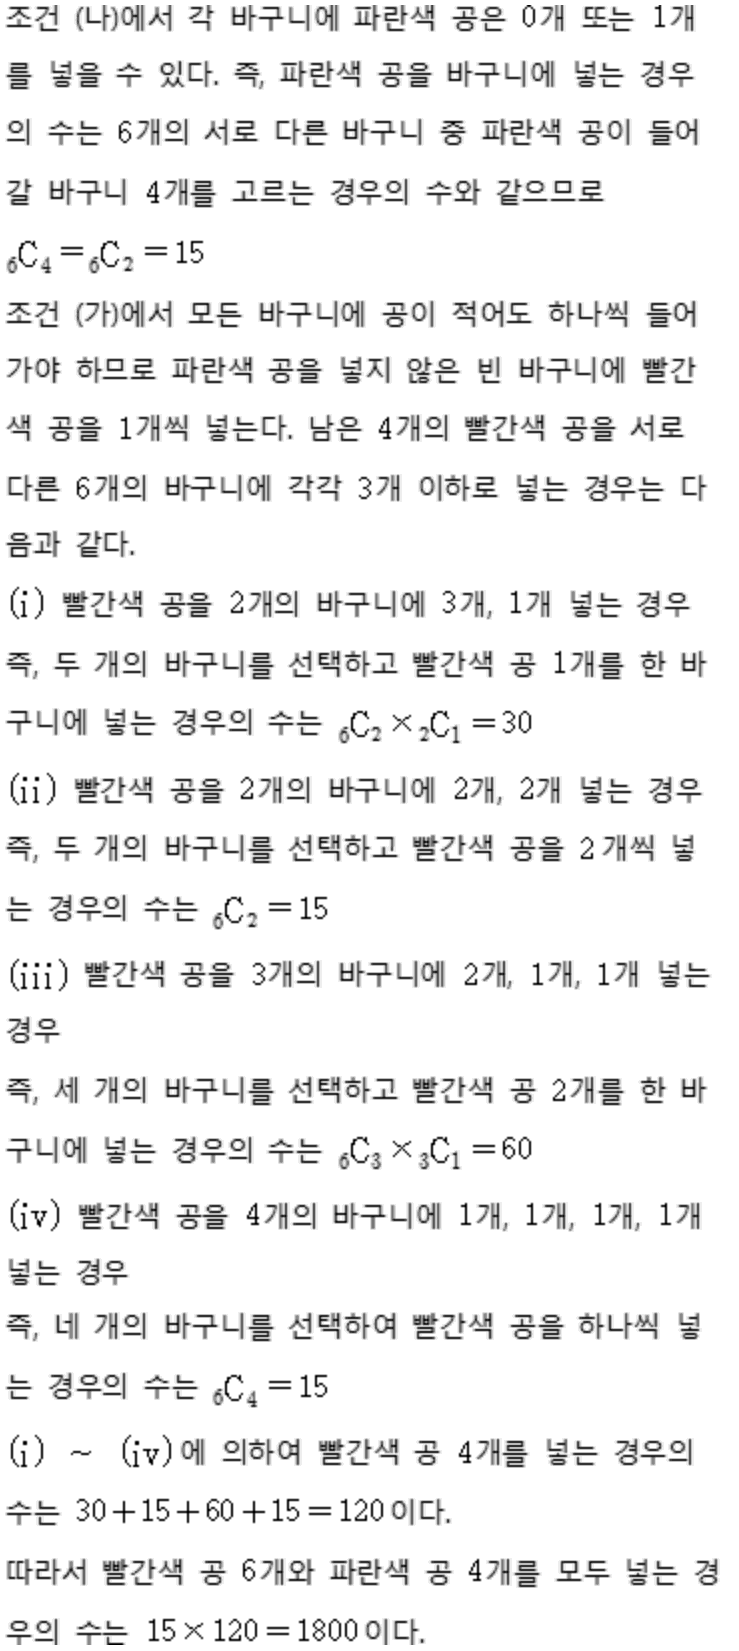 조건 (나)에서 각 바구니에 파란색 공은 0개 또는 1개
를 넣을 수 있다. 즉, 파란색 공을 바구니에 넣는 경우
의 수는 6개의 서로 다른 바구니 중 파란색 공이 들어
갈 바구니 4개를 고르는 경우의 수와 같으므로
₆C₄ = ₆C₂ = 15
조건 (가)에서 모든 바구니에 공이 적어도 하나씩 들어
가야 하므로 파란색 공을 넣지 않은 빈 바구니에 빨간
색 공을 1개씩 넣는다. 남은 4개의 빨간색 공을 서로
다른 6개의 바구니에 각각 3개 이하로 넣는 경우는 다
음과 같다.
(i) 빨간색 공을 2개의 바구니에 3개, 1개 넣는 경우
즉, 두 개의 바구니를 선택하고 빨간색 공 1개를 한 바
구니에 넣는 경우의 수는 ₆C₂ × ₂C₁ = 30
(ii) 빨간색 공을 2개의 바구니에 2개, 2개 넣는 경우
즉, 두 개의 바구니를 선택하고 빨간색 공을 2개씩 넣
는 경우의 수는 ₆C₂ = 15
(iii) 빨간색 공을 3개의 바구니에 2개, 1개, 1개 넣는
경우
즉, 세 개의 바구니를 선택하고 빨간색 공 2개를 한 바
구니에 넣는 경우의 수는 ₆C₃ × ₃C₁ = 60
(iv) 빨간색 공을 4개의 바구니에 1개, 1개, 1개, 1개
넣는 경우
즉, 네 개의 바구니를 선택하여 빨간색 공을 하나씩 넣
는 경우의 수는 ₆C₄ = 15
(i) ~ (iv)에 의하여 빨간색 공 4개를 넣는 경우의
수는 30+15+60+15=120이다.
따라서 빨간색 공 6개와 파란색 공 4개를 모두 넣는 경
우의 수는 15×120=1800이다.